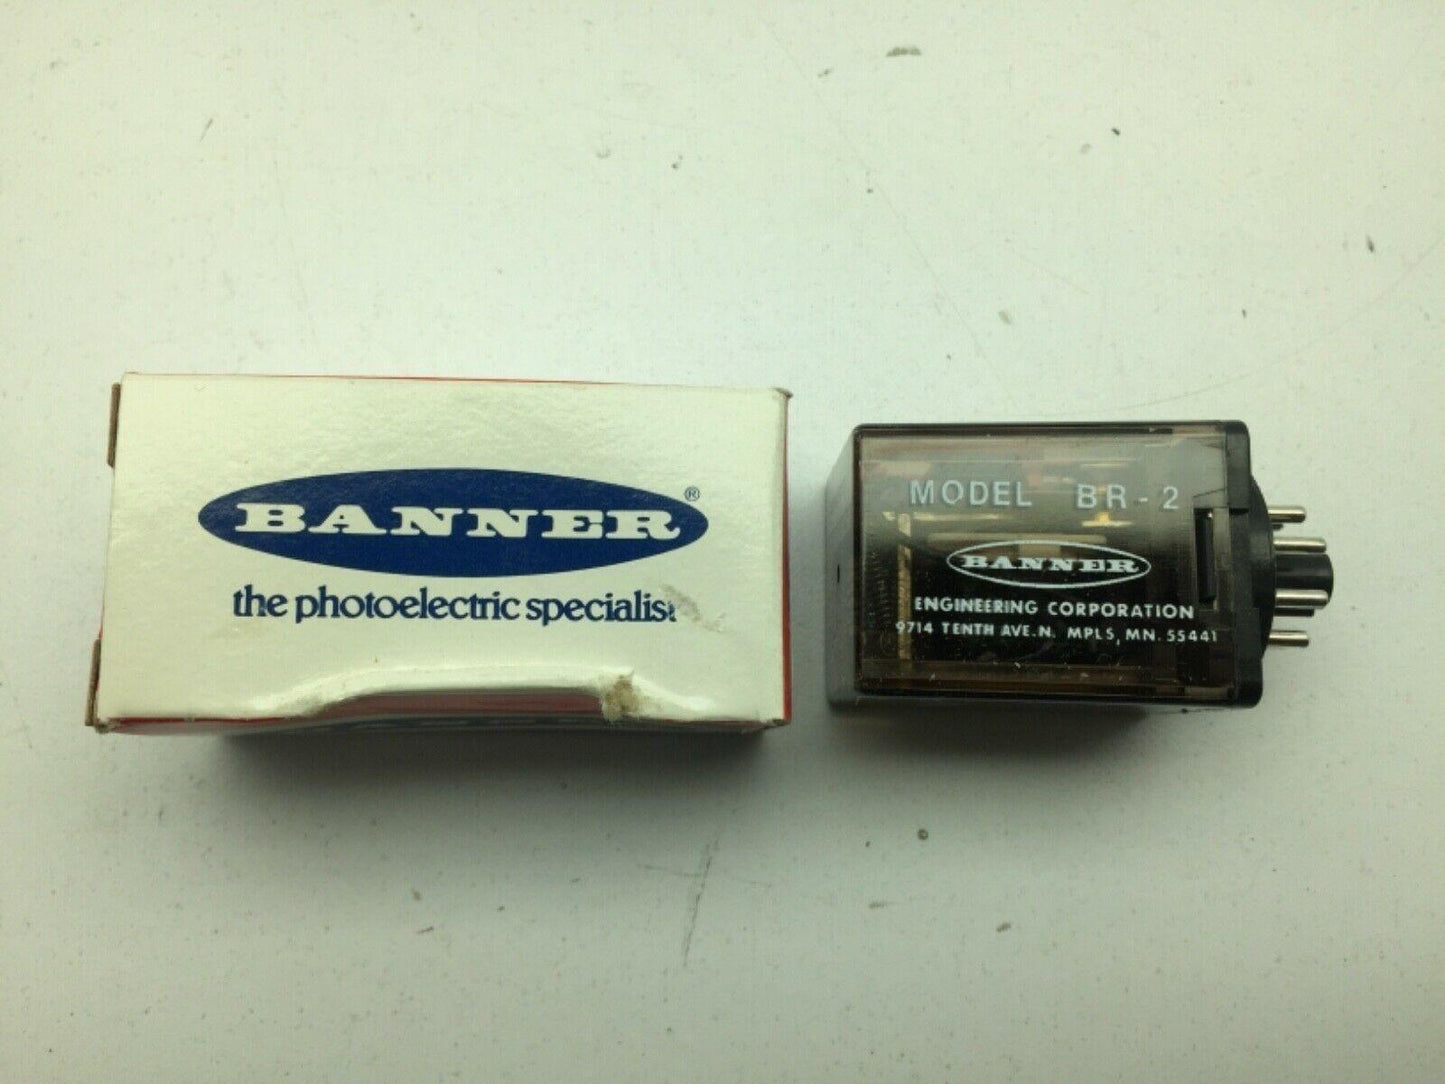 BANNER®
the photoelectric specialist
MODEL BR-2
BANNER
ENGINEERING CORPORATION
9714 TENTH AVE. N. MPLS, MN. 55441